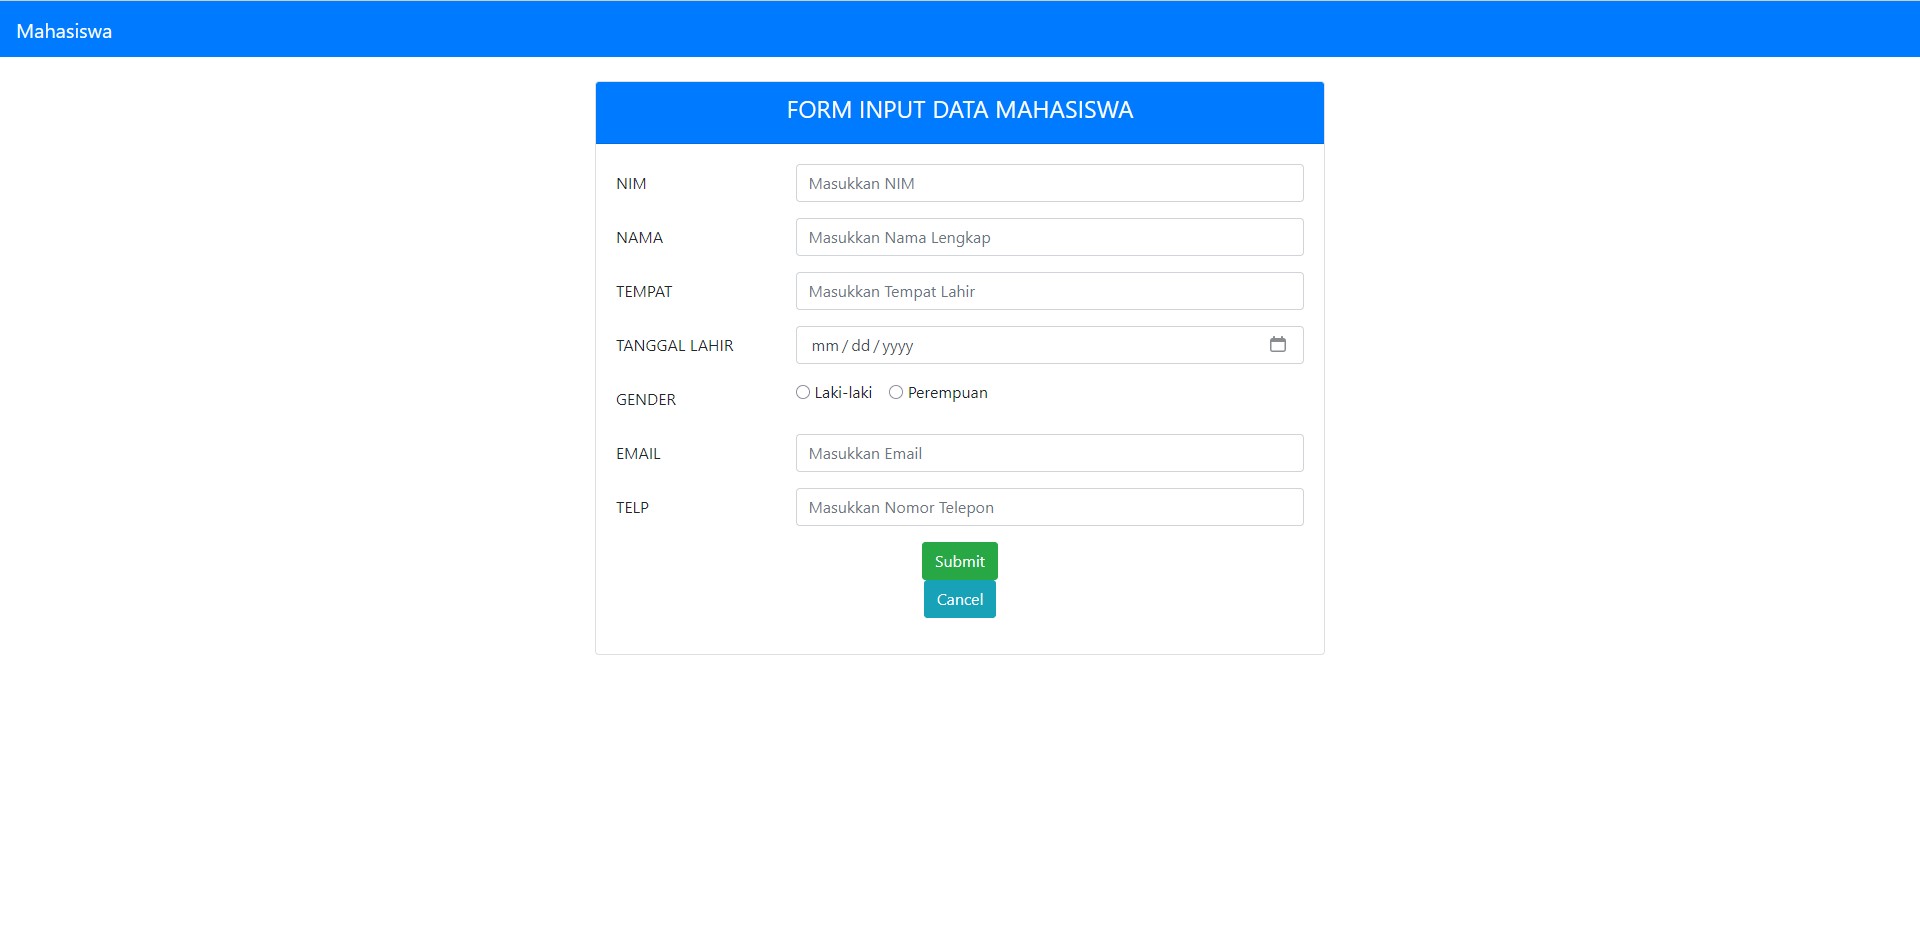 Mahasiswa
FORM INPUT DATA MAHASISWA
NIM Masukkan NIM
NAMA Masukkan Nama Lengkap
TEMPAT Masukkan Tempat Lahir
TANGGAL LAHIR mm/dd/yyyy
GENDER Laki-laki Perempuan
EMAIL Masukkan Email
TELP Masukkan Nomor Telepon
Submit
Cancel